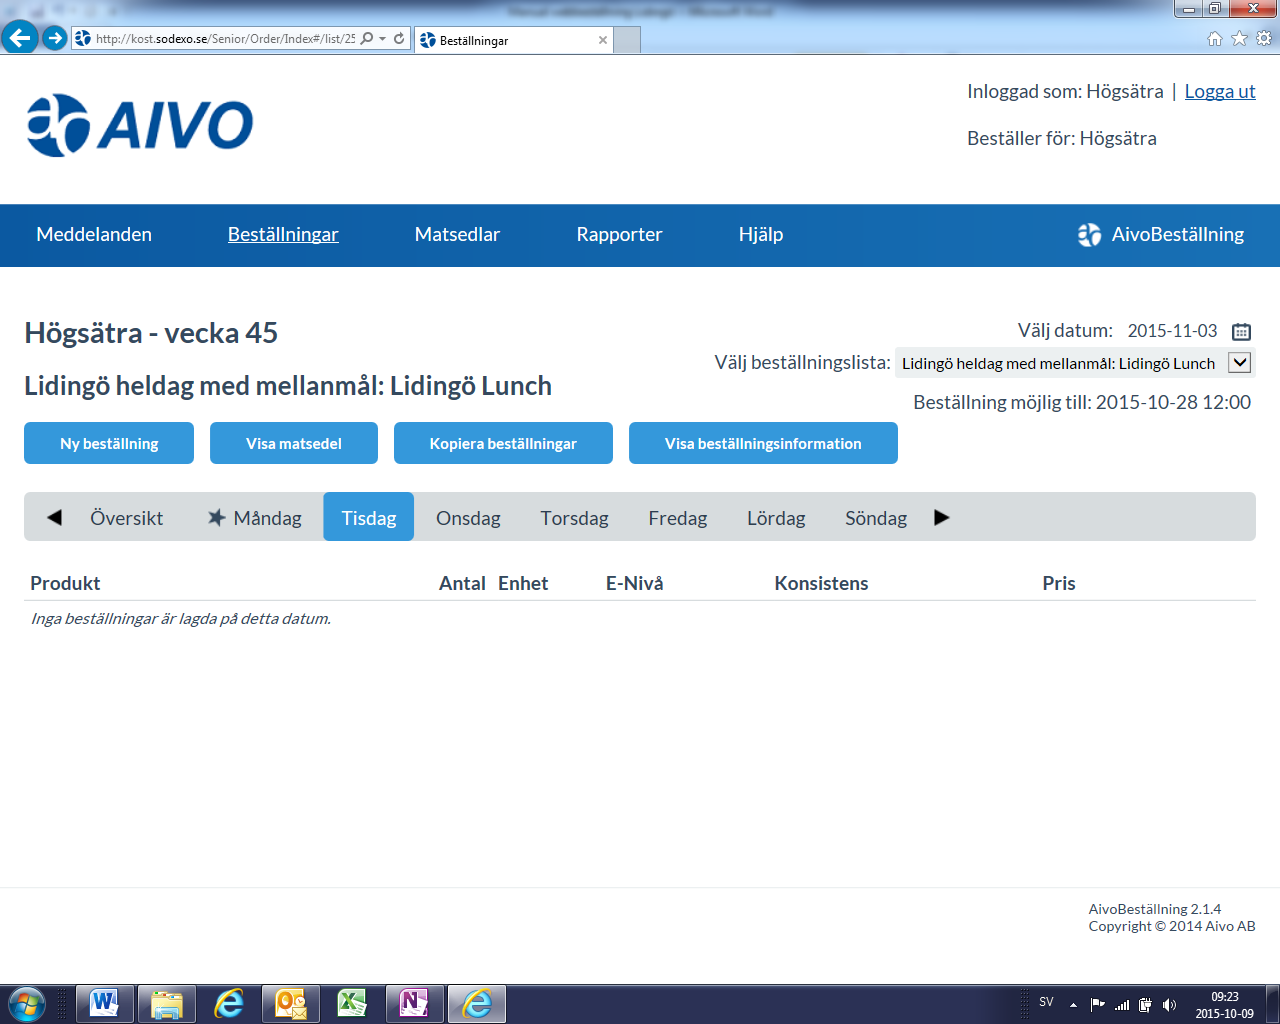 http://kost.sodexo.se/Senior/Order/Index#/list/25
Beställningar
AIVO
Inloggad som: Högsätra | Logga ut
Beställer för: Högsätra
Meddelanden Beställningar Matsedlar Rapporter Hjälp AivoBeställning
Högsätra - vecka 45
Välj datum: 2015-11-03
Välj beställningslista: Lidingö heldag med mellanmål: Lidingö Lunch
Lidingö heldag med mellanmål: Lidingö Lunch
Beställning möjlig till: 2015-10-28 12:00
Ny beställning Visa matsedel Kopiera beställningar Visa beställningsinformation
Översikt Måndag Tisdag Onsdag Torsdag Fredag Lördag Söndag
Produkt Antal Enhet E-Nivå Konsistens Pris
Inga beställningar är lagda på detta datum.
AivoBeställning 2.1.4
Copyright © 2014 Aivo AB
SV
09:23
2015-10-09